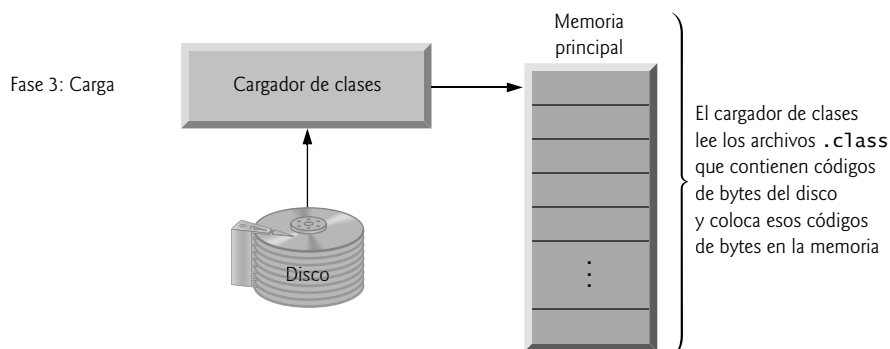 Memoria
principal
Fase 3: Carga
Cargador de clases
El cargador de clases
lee los archivos .class
que contienen códigos
de bytes del disco
y coloca esos códigos
de bytes en la memoria
Disco